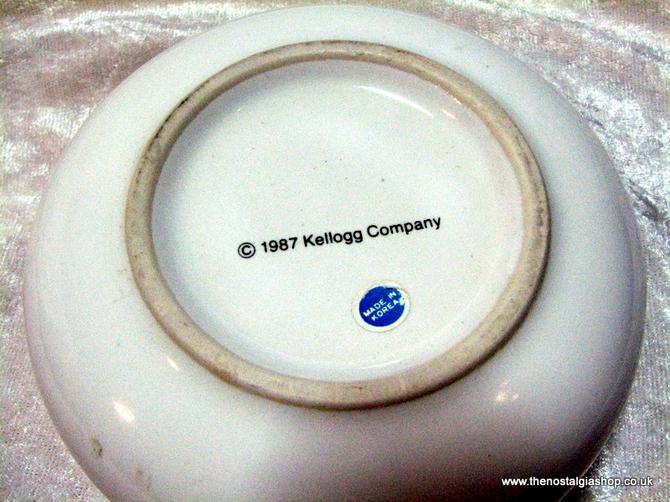 © 1987 Kellogg Company
MADE IN
KOREA
www.thenostalgiashop.co.uk